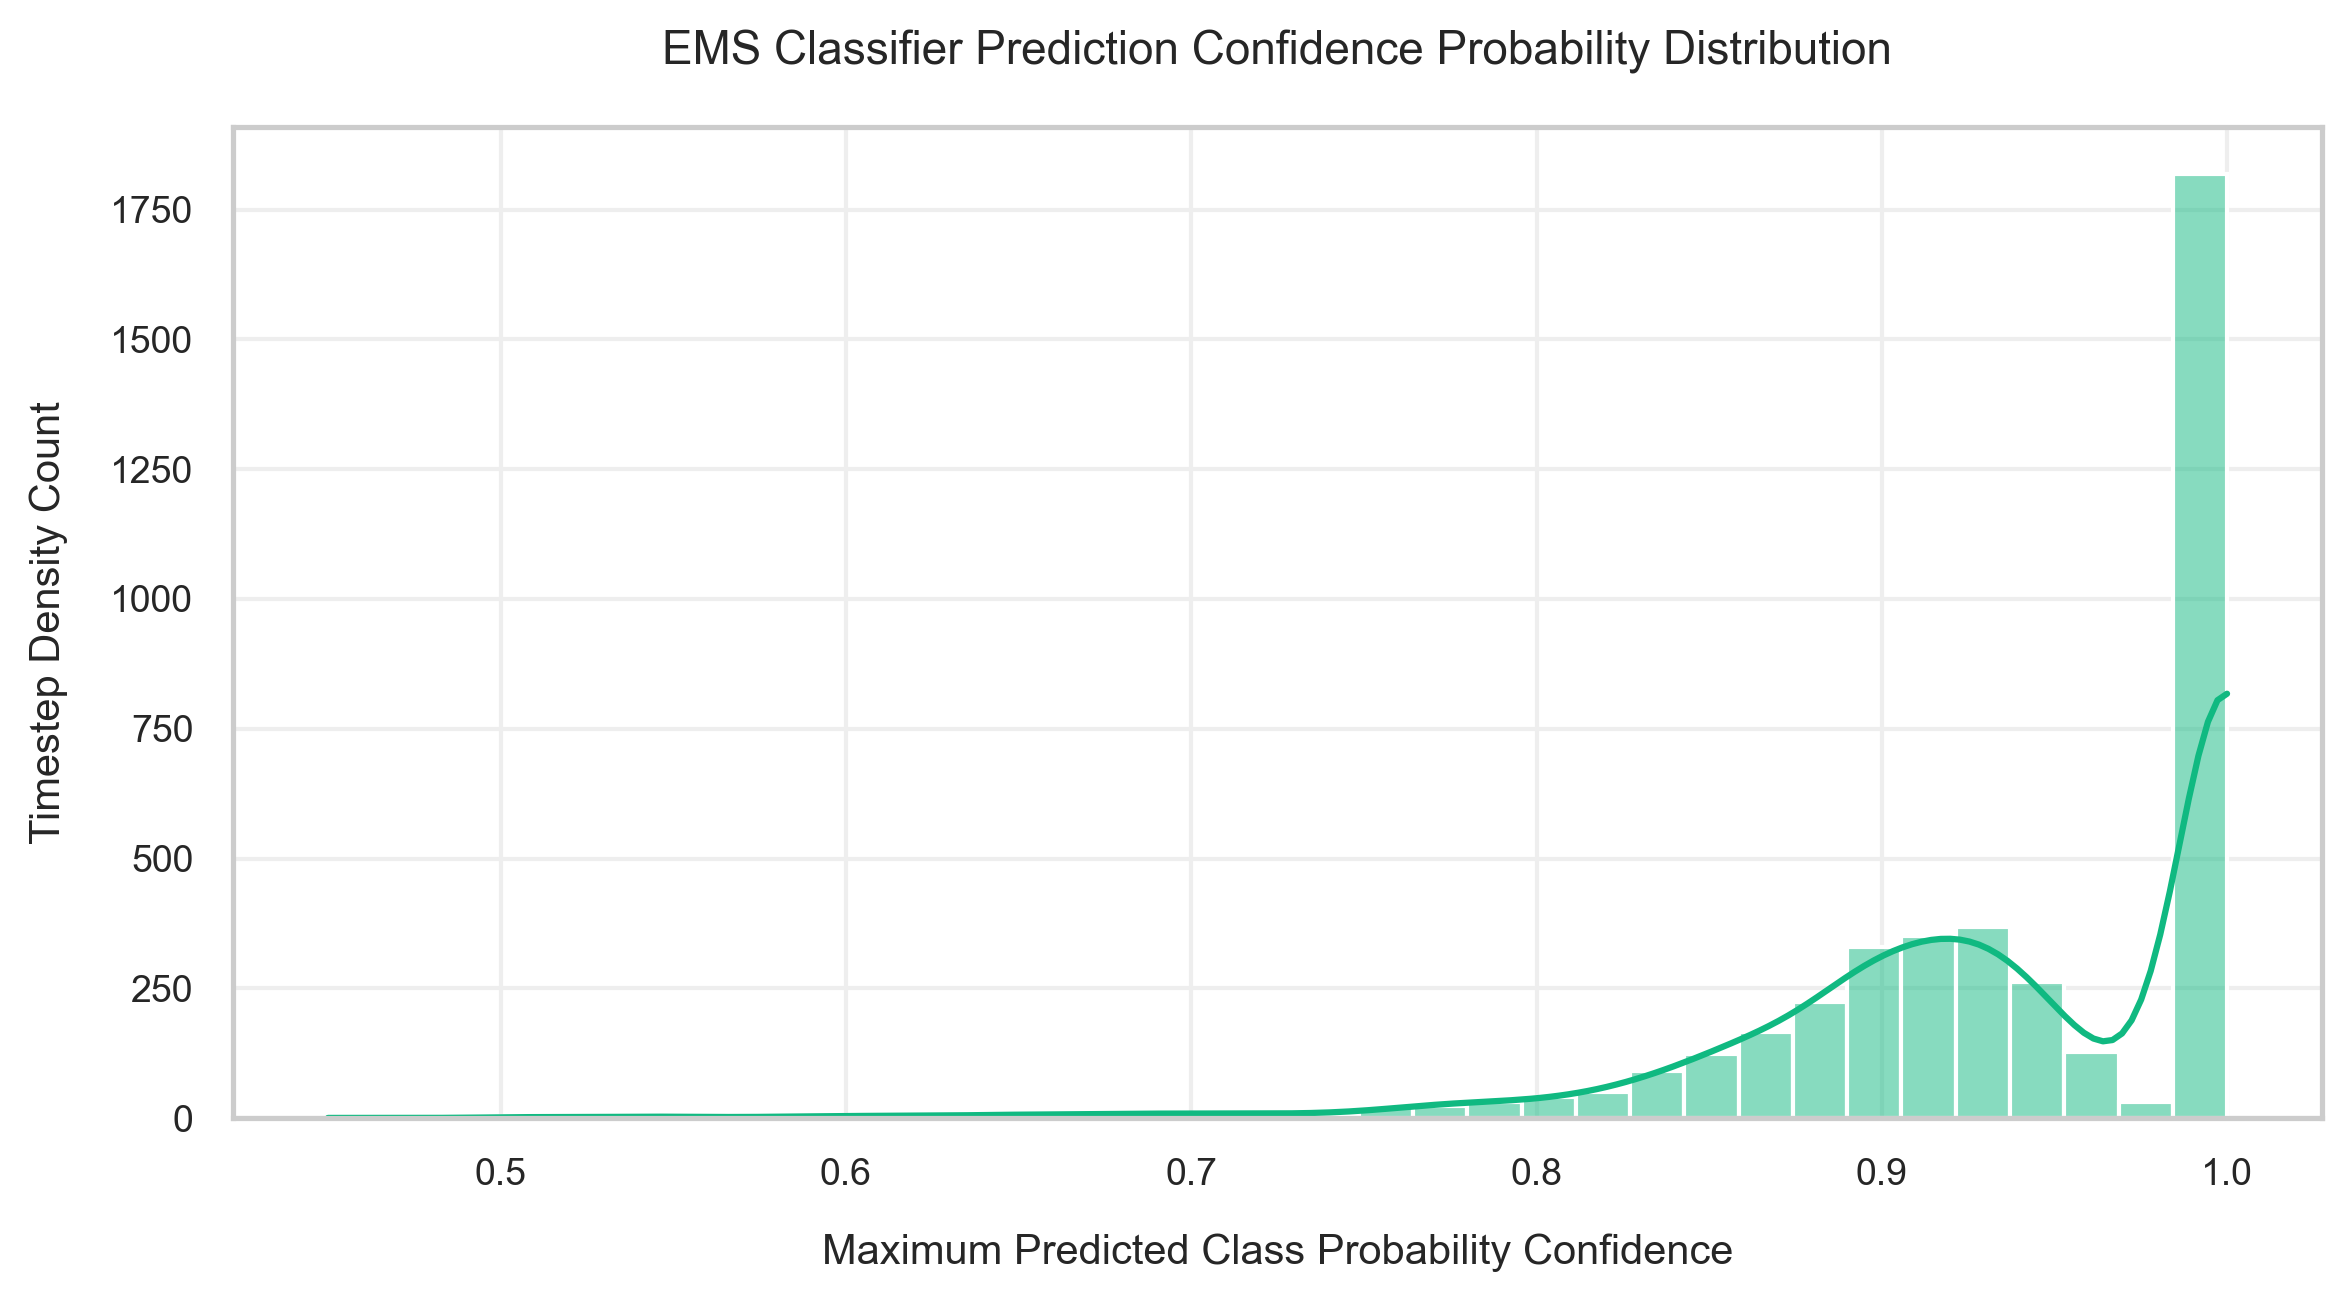 EMS Classifier Prediction Confidence Probability Distribution
Timestep Density Count
1750
1500
1250
1000
750
500
250
0
0.5 0.6 0.7 0.8 0.9 1.0
Maximum Predicted Class Probability Confidence